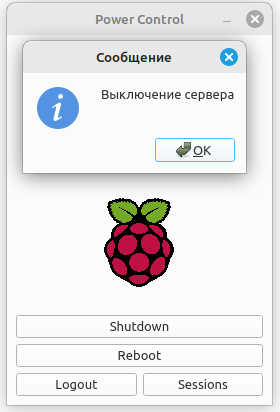 Power Control
Сообщение
Выключение сервера
OK
Shutdown
Reboot
Logout
Sessions